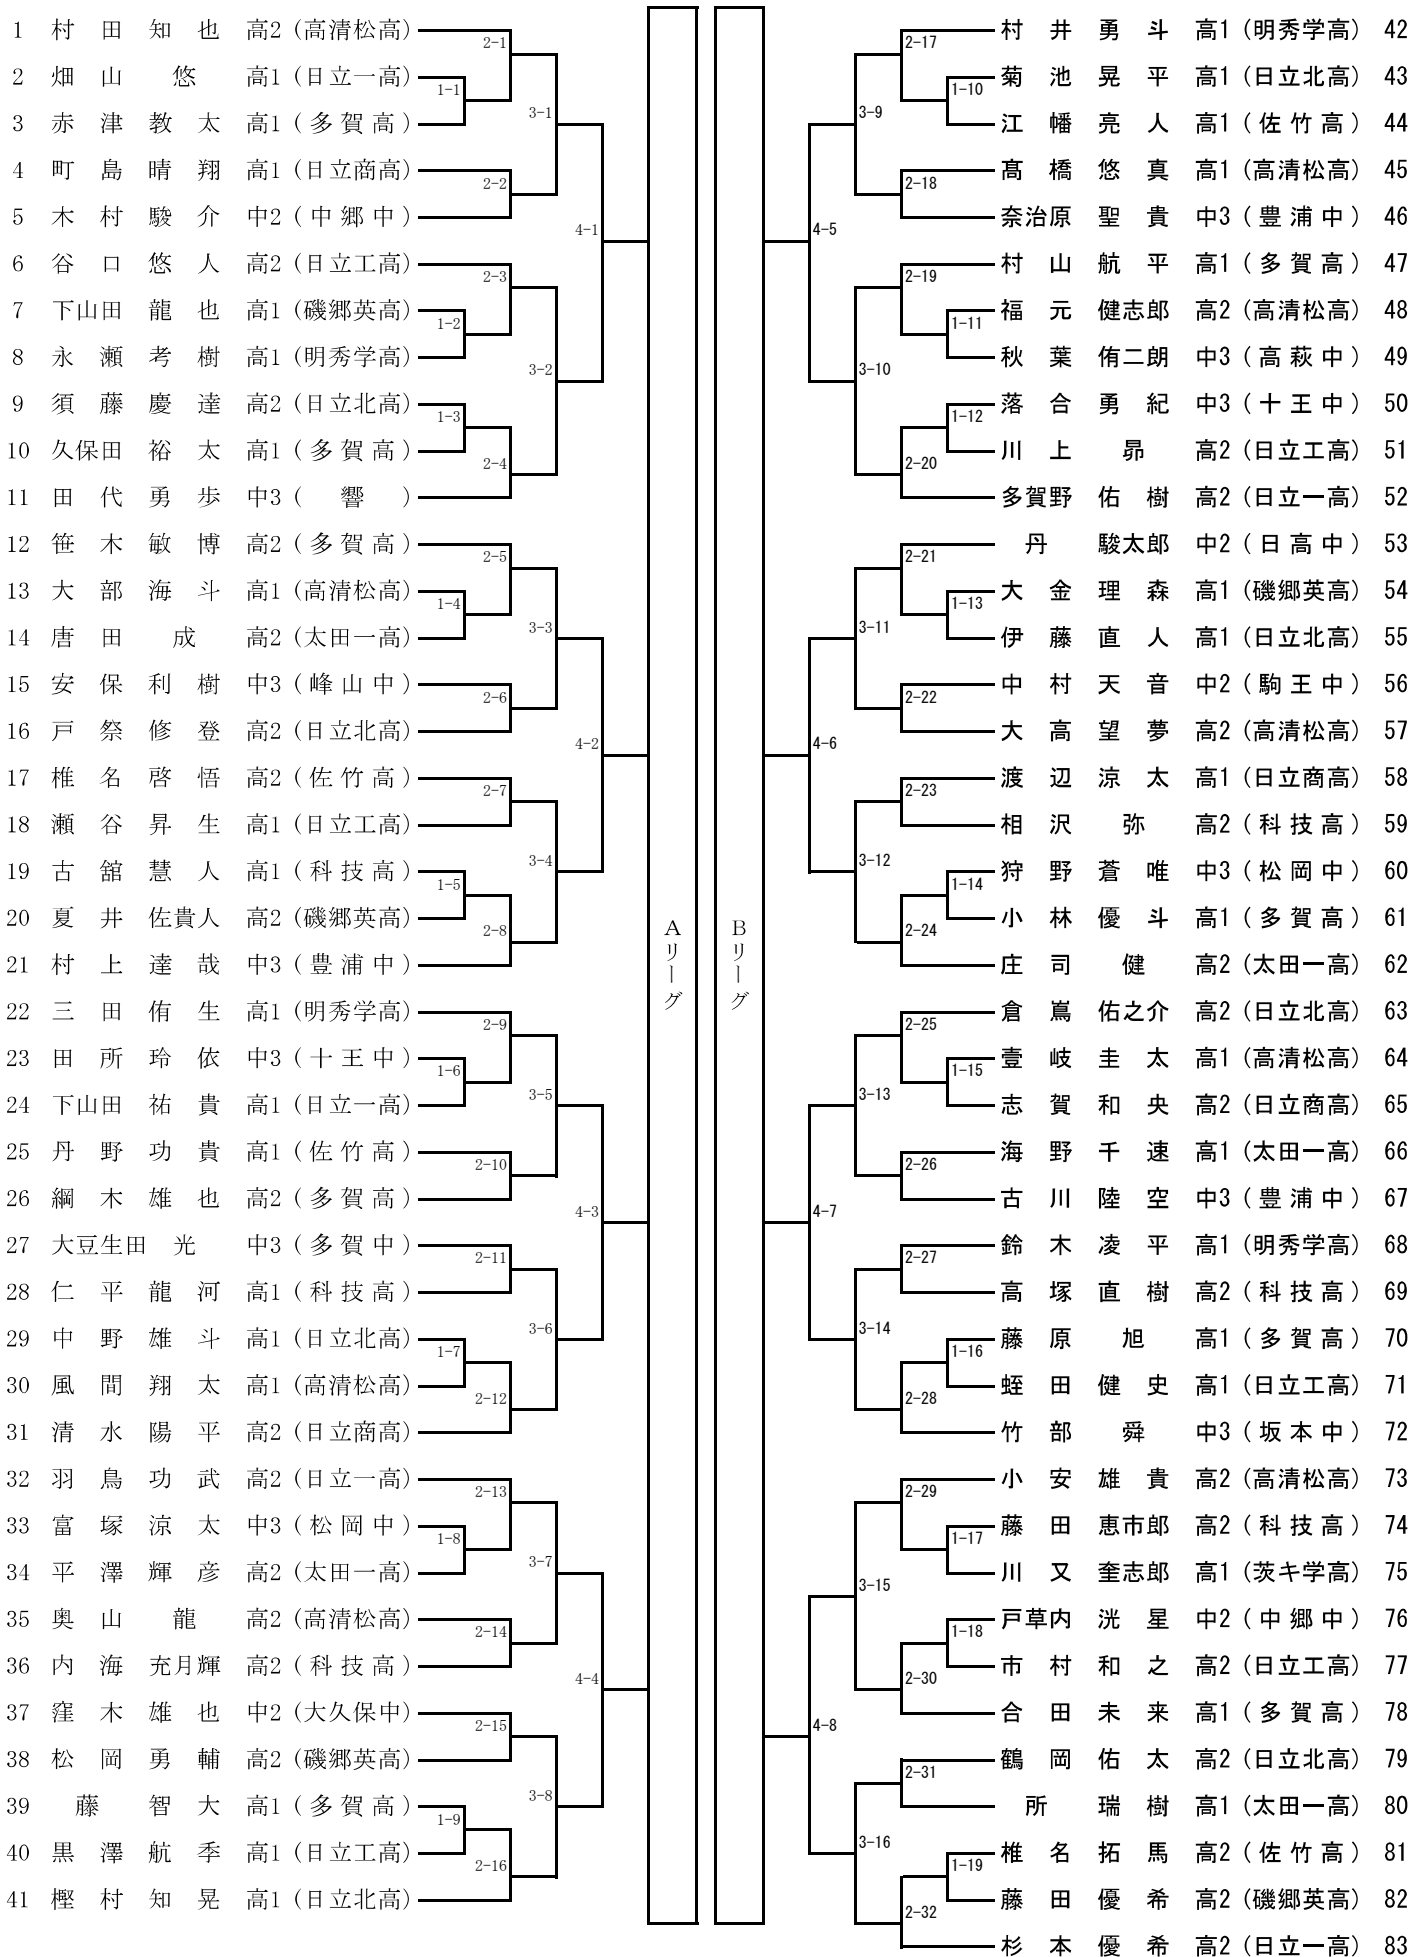 1 村田知也 高2 (高清松高)
2 畑山悠 高1 (日立一高)
3 赤津教太 高1 (多賀高)
4 町島晴翔 高1 (日立商高)
5 木村駿介 中2 (中郷中)
6 谷口悠人 高2 (日立工高)
7 下山田龍也 高1 (磯郷英高)
8 永瀬考樹 高1 (明秀学高)
9 須藤慶達 高2 (日立北高)
10 久保田裕太 高1 (多賀高)
11 田代勇歩 中3 (響)
12 笹木敏博 高2 (多賀高)
13 大部海斗 高1 (高清松高)
14 唐田成 高2 (太田一高)
15 安保利樹 中3 (峰山中)
16 戸祭修登 高2 (日立北高)
17 椎名啓悟 高2 (佐竹高)
18 瀬谷昇生 高1 (日立工高)
19 古舘慧人 高1 (科技高)
20 夏井佐貴人 高2 (磯郷英高)
21 村上達哉 中3 (豊浦中)
22 三田侑生 高1 (明秀学高)
23 田所玲依 中3 (十王中)
24 下山田祐貴 高1 (日立一高)
25 丹野功貴 高1 (佐竹高)
26 綱木雄也 高2 (多賀高)
27 大豆生田光 中3 (多賀中)
28 仁平龍河 高1 (科技高)
29 中野雄斗 高1 (日立北高)
30 風間翔太 高1 (高清松高)
31 清水陽平 高2 (日立商高)
32 羽鳥功武 高2 (日立一高)
33 富塚涼太 中3 (松岡中)
34 平澤輝彦 高2 (太田一高)
35 奥山龍 高2 (高清松高)
36 内海充月輝 高2 (科技高)
37 窪木雄也 中2 (大久保中)
38 松岡勇輔 高2 (磯郷英高)
39 藤智大 高1 (多賀高)
40 黒澤航季 高1 (日立工高)
41 樫村知晃 高1 (日立北高)
2-1
1-1
3-1
2-2
4-1
2-3
1-2
3-2
1-3
2-4
2-5
1-4
3-3
2-6
4-2
2-7
3-4
1-5
2-8
2-9
1-6
3-5
2-10
4-3
2-11
3-6
1-7
2-12
2-13
1-8
3-7
2-14
4-4
2-15
3-8
1-9
2-16
Aリーグ
Bリーグ
2-17
1-10
3-9
2-18
4-5
2-19
1-11
3-10
1-12
2-20
2-21
1-13
3-11
2-22
4-6
2-23
3-12
1-14
2-24
2-25
1-15
3-13
2-26
4-7
2-27
3-14
1-16
2-28
2-29
1-17
3-15
1-18
2-30
4-8
2-31
3-16
1-19
2-32
村井勇斗 高1 (明秀学高) 42
菊池晃平 高1 (日立北高) 43
江幡亮人 高1 (佐竹高) 44
髙橋悠真 高1 (高清松高) 45
奈治原聖貴 中3 (豊浦中) 46
村山航平 高1 (多賀高) 47
福元健志郎 高2 (高清松高) 48
秋葉侑二朗 中3 (高萩中) 49
落合勇紀 中3 (十王中) 50
川上昴 高2 (日立工高) 51
多賀野佑樹 高2 (日立一高) 52
丹駿太郎 中2 (日高中) 53
大金理森 高1 (磯郷英高) 54
伊藤直人 高1 (日立北高) 55
中村天音 中2 (駒王中) 56
大高望夢 高2 (高清松高) 57
渡辺涼太 高1 (日立商高) 58
相沢弥 高2 (科技高) 59
狩野蒼唯 中3 (松岡中) 60
小林優斗 高1 (多賀高) 61
庄司健 高2 (太田一高) 62
倉嶌佑之介 高2 (日立北高) 63
壹岐圭太 高1 (高清松高) 64
志賀和央 高2 (日立商高) 65
海野千速 高1 (太田一高) 66
古川陸空 中3 (豊浦中) 67
鈴木凌平 高1 (明秀学高) 68
高塚直樹 高2 (科技高) 69
藤原旭 高1 (多賀高) 70
蛭田健史 高1 (日立工高) 71
竹部舜 中3 (坂本中) 72
小安雄貴 高2 (高清松高) 73
藤田恵市郎 高2 (科技高) 74
川又奎志郎 高1 (茨キ学高) 75
戸草内洸星 中2 (中郷中) 76
市村和之 高2 (日立工高) 77
合田未来 高1 (多賀高) 78
鶴岡佑太 高2 (日立北高) 79
所瑞樹 高1 (太田一高) 80
椎名拓馬 高2 (佐竹高) 81
藤田優希 高2 (磯郷英高) 82
杉本優希 高2 (日立一高) 83